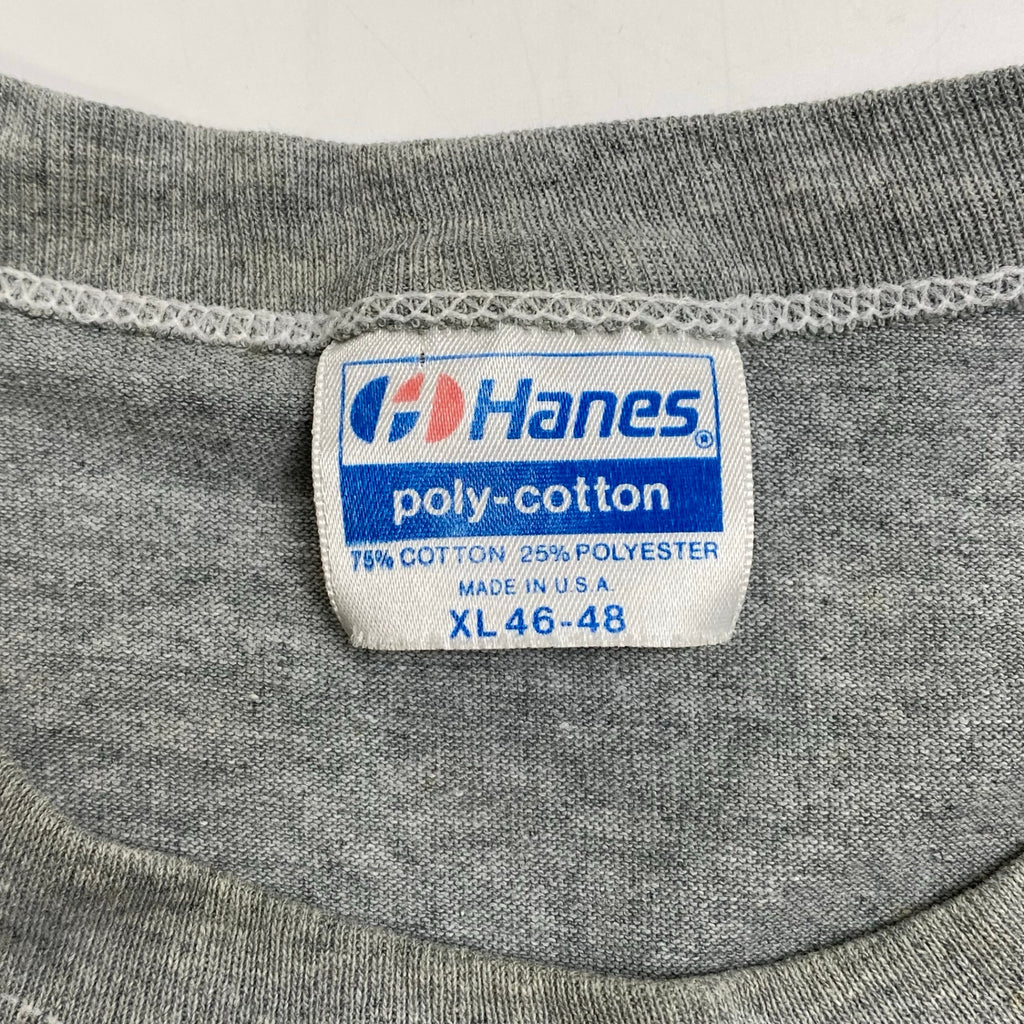 Hanes®
poly-cotton
75% COTTON 25% POLYESTER
MADE IN U.S.A.
XL 46-48